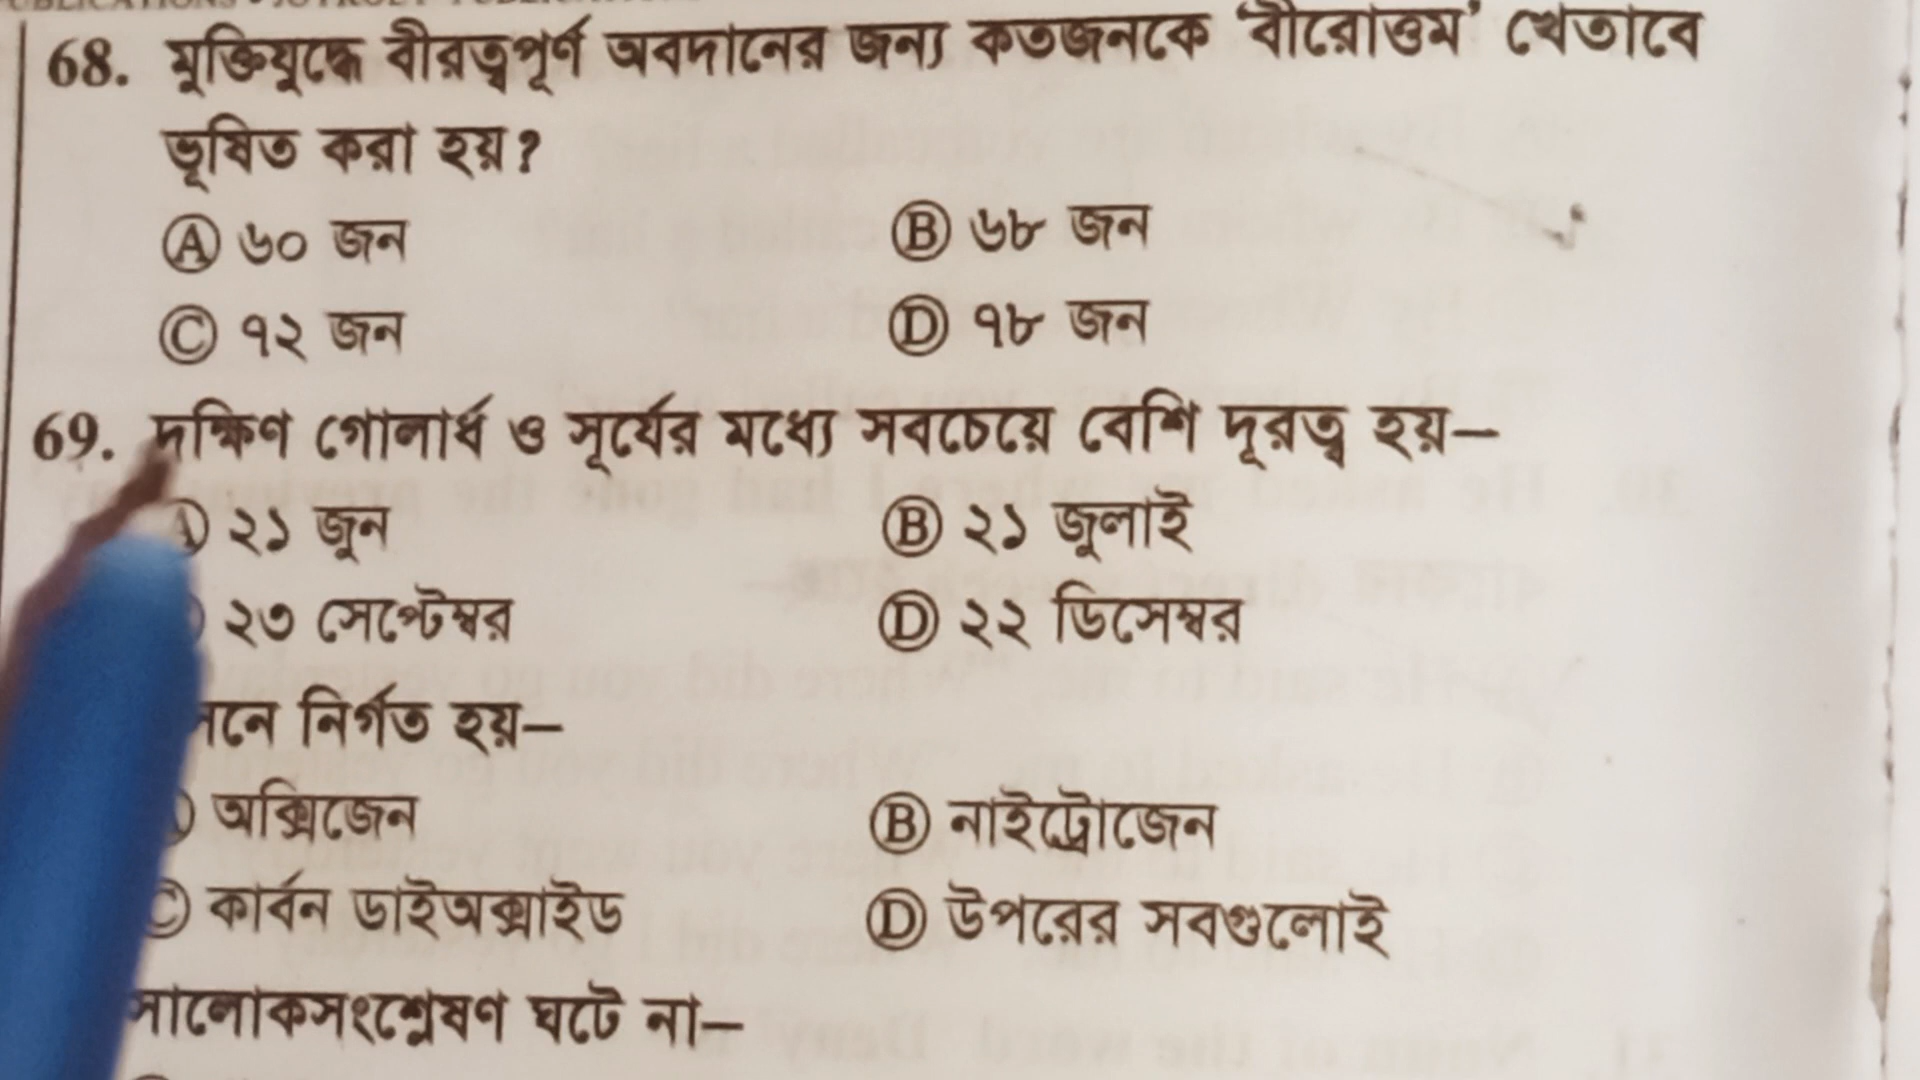 68. মুক্তিযুদ্ধে বীরত্বপূর্ণ অবদানের জন্য কতজনকে ‘বীরোত্তম’ খেতাবে
ভূষিত করা হয়?
Ⓐ ৬০ জন Ⓑ ৬৮ জন
Ⓒ ৭২ জন Ⓓ ৭৮ জন
69. দক্ষিণ গোলার্ধ ও সূর্যের মধ্যে সবচেয়ে বেশি দূরত্ব হয়—
Ⓐ ২১ জুন Ⓑ ২১ জুলাই
২৩ সেপ্টেম্বর Ⓓ ২২ ডিসেম্বর
নির্গত হয়—
অক্সিজেন Ⓑ নাইট্রোজেন
Ⓒ কার্বন ডাইঅক্সাইড Ⓓ উপরের সবগুলোই
সালোকসংশ্লেষণ ঘটে না—